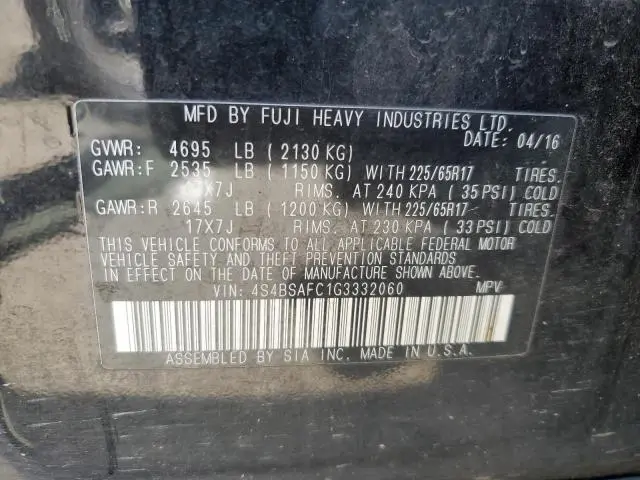 MFD BY FUJI HEAVY INDUSTRIES LTD.
DATE: 04/16
GVWR: 4695 LB ( 2130 KG)
GAWR:F 2535 LB ( 1150 KG) WITH 225/65R17 TIRES.
17X7J RIMS. AT 240 KPA ( 35 PSI) COLD
GAWR:R 2645 LB ( 1200 KG) WITH 225/65R17 TIRES.
17X7J RIMS. AT 230 KPA ( 33 PSI) COLD
THIS VEHICLE CONFORMS TO ALL APPLICABLE FEDERAL MOTOR
VEHICLE SAFETY AND THEFT PREVENTION STANDARDS
IN EFFECT ON THE DATE OF MANUFACTURE SHOWN ABOVE.
VIN: 4S4BSAFC1G3332060 MPV
ASSEMBLED BY SIA INC. MADE IN U.S.A.